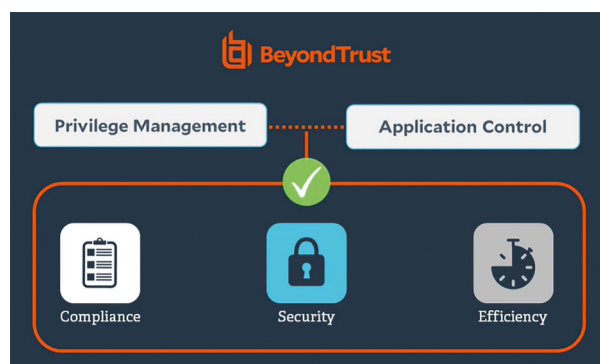 BeyondTrust
Privilege Management
Application Control
Compliance
Security
Efficiency